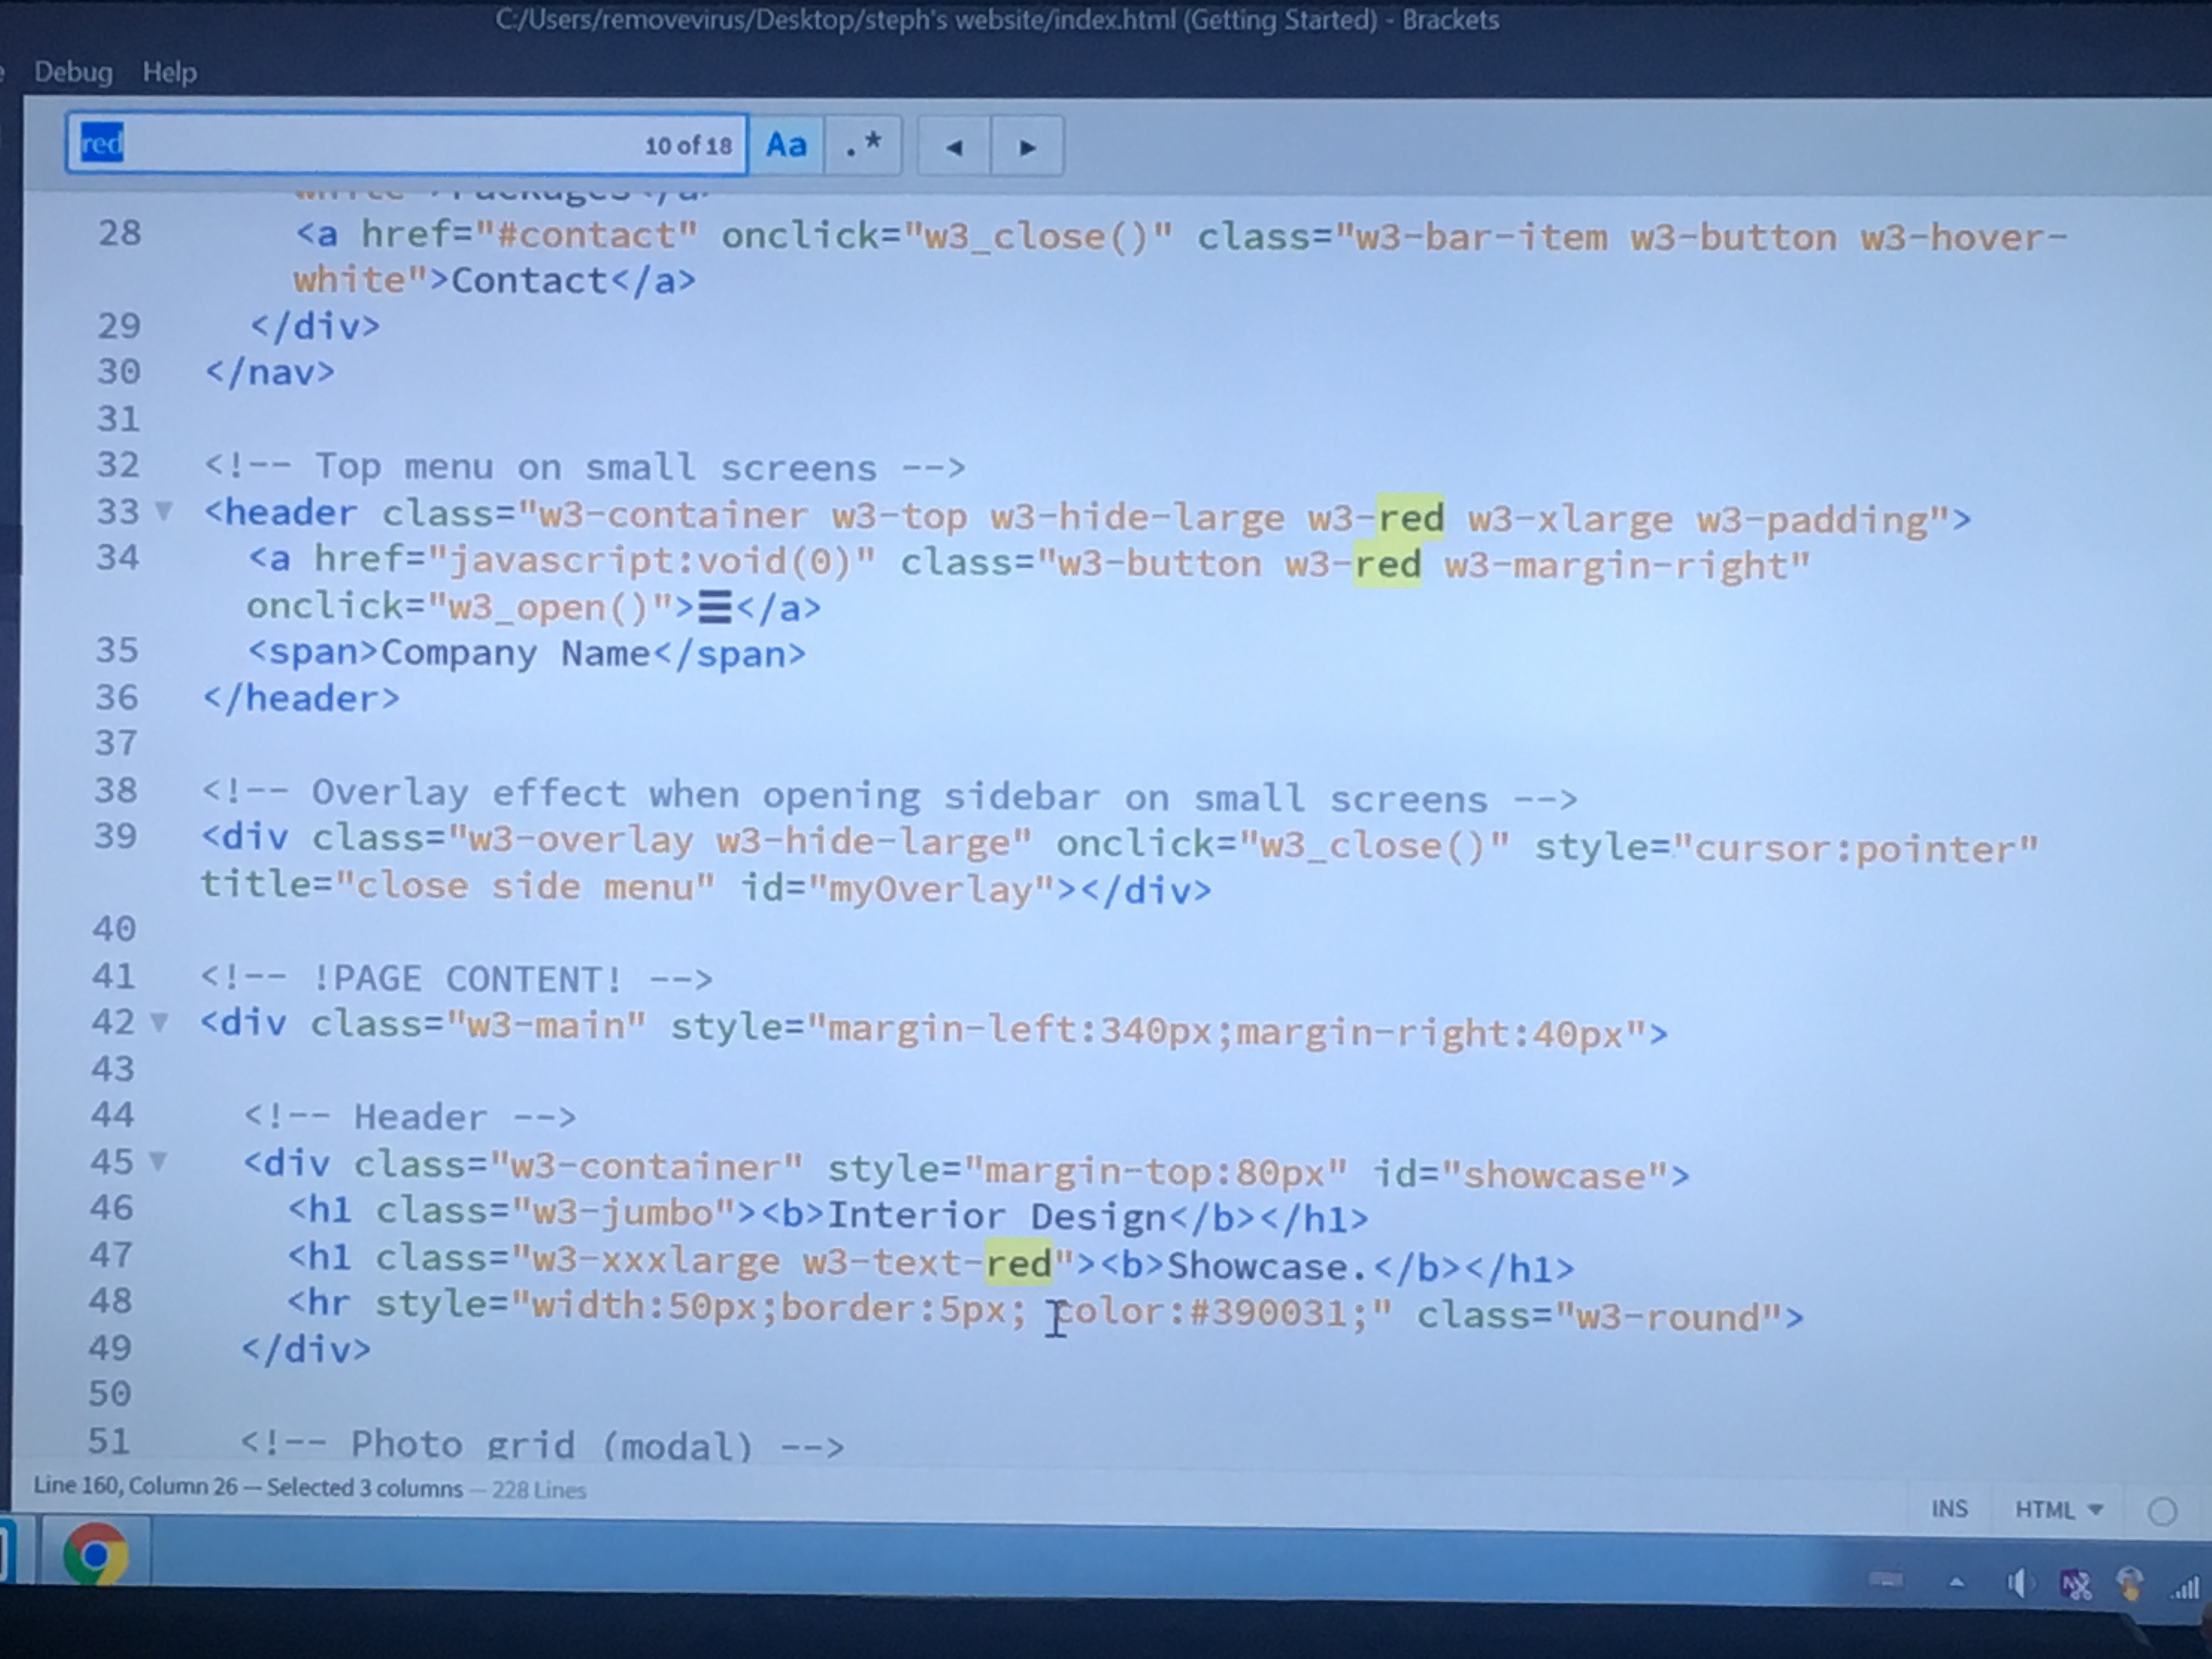 C:/Users/removevirus/Desktop/steph's website/index.html (Getting Started) - Brackets
Debug Help
red 10 of 18 Aa .*
white">Packages</a>
28 <a href="#contact" onclick="w3_close()" class="w3-bar-item w3-button w3-hover-
white">Contact</a>
29 </div>
30 </nav>
31
32 <!-- Top menu on small screens -->
33 <header class="w3-container w3-top w3-hide-large w3-red w3-xlarge w3-padding">
34 <a href="javascript:void(0)" class="w3-button w3-red w3-margin-right"
onclick="w3_open()">☰</a>
35 <span>Company Name</span>
36 </header>
37
38 <!-- Overlay effect when opening sidebar on small screens -->
39 <div class="w3-overlay w3-hide-large" onclick="w3_close()" style="cursor:pointer"
title="close side menu" id="myOverlay"></div>
40
41 <!-- !PAGE CONTENT! -->
42 <div class="w3-main" style="margin-left:340px;margin-right:40px">
43
44 <!-- Header -->
45 <div class="w3-container" style="margin-top:80px" id="showcase">
46 <h1 class="w3-jumbo"><b>Interior Design</b></h1>
47 <h1 class="w3-xxxlarge w3-text-red"><b>Showcase.</b></h1>
48 <hr style="width:50px;border:5px; color:#390031;" class="w3-round">
49 </div>
50
51 <!-- Photo grid (modal) -->
Line 160, Column 26 — Selected 3 columns — 228 Lines
INS HTML